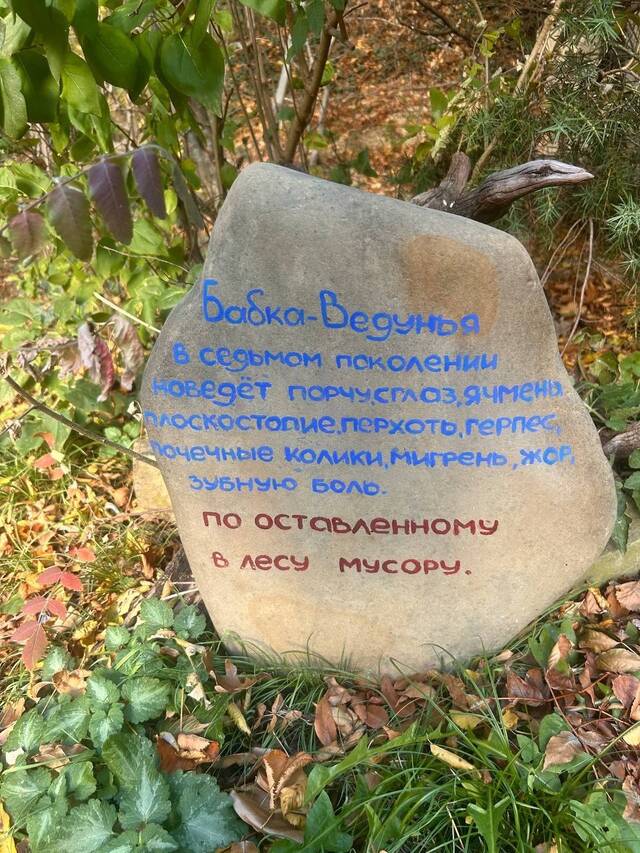 Бабка-Ведунья
в седьмом поколении
наведёт порчу,сглаз,ячмень,
плоскостопие,перхоть,герпес,
почечные колики,мигрень,жор,
зубную боль.
по оставленному
в лесу мусору.